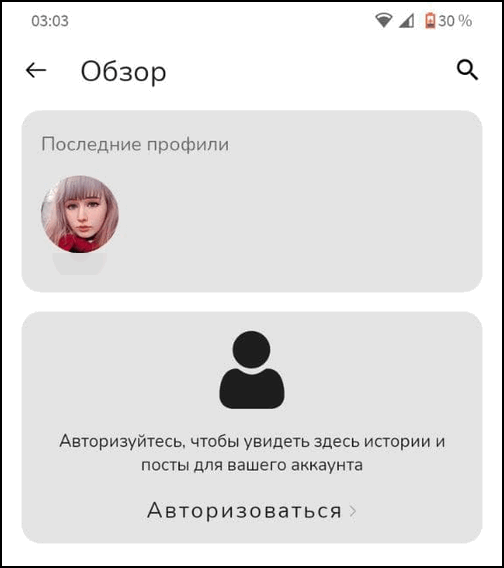 03:03
30 %
Обзор
Последние профили
Авторизуйтесь, чтобы увидеть здесь истории и
посты для вашего аккаунта
Авторизоваться